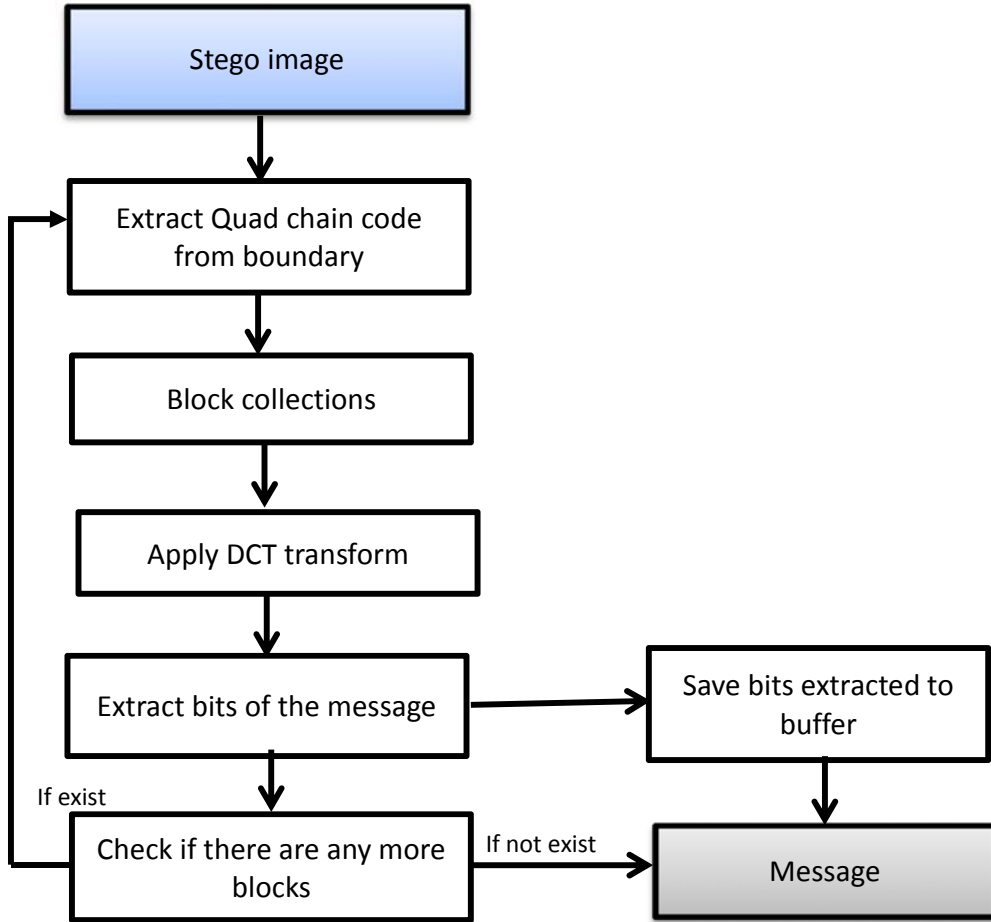 Stego image
Extract Quad chain code
from boundary
Block collections
Apply DCT transform
Extract bits of the message
Save bits extracted to
buffer
If exist
Check if there are any more
blocks
If not exist
Message